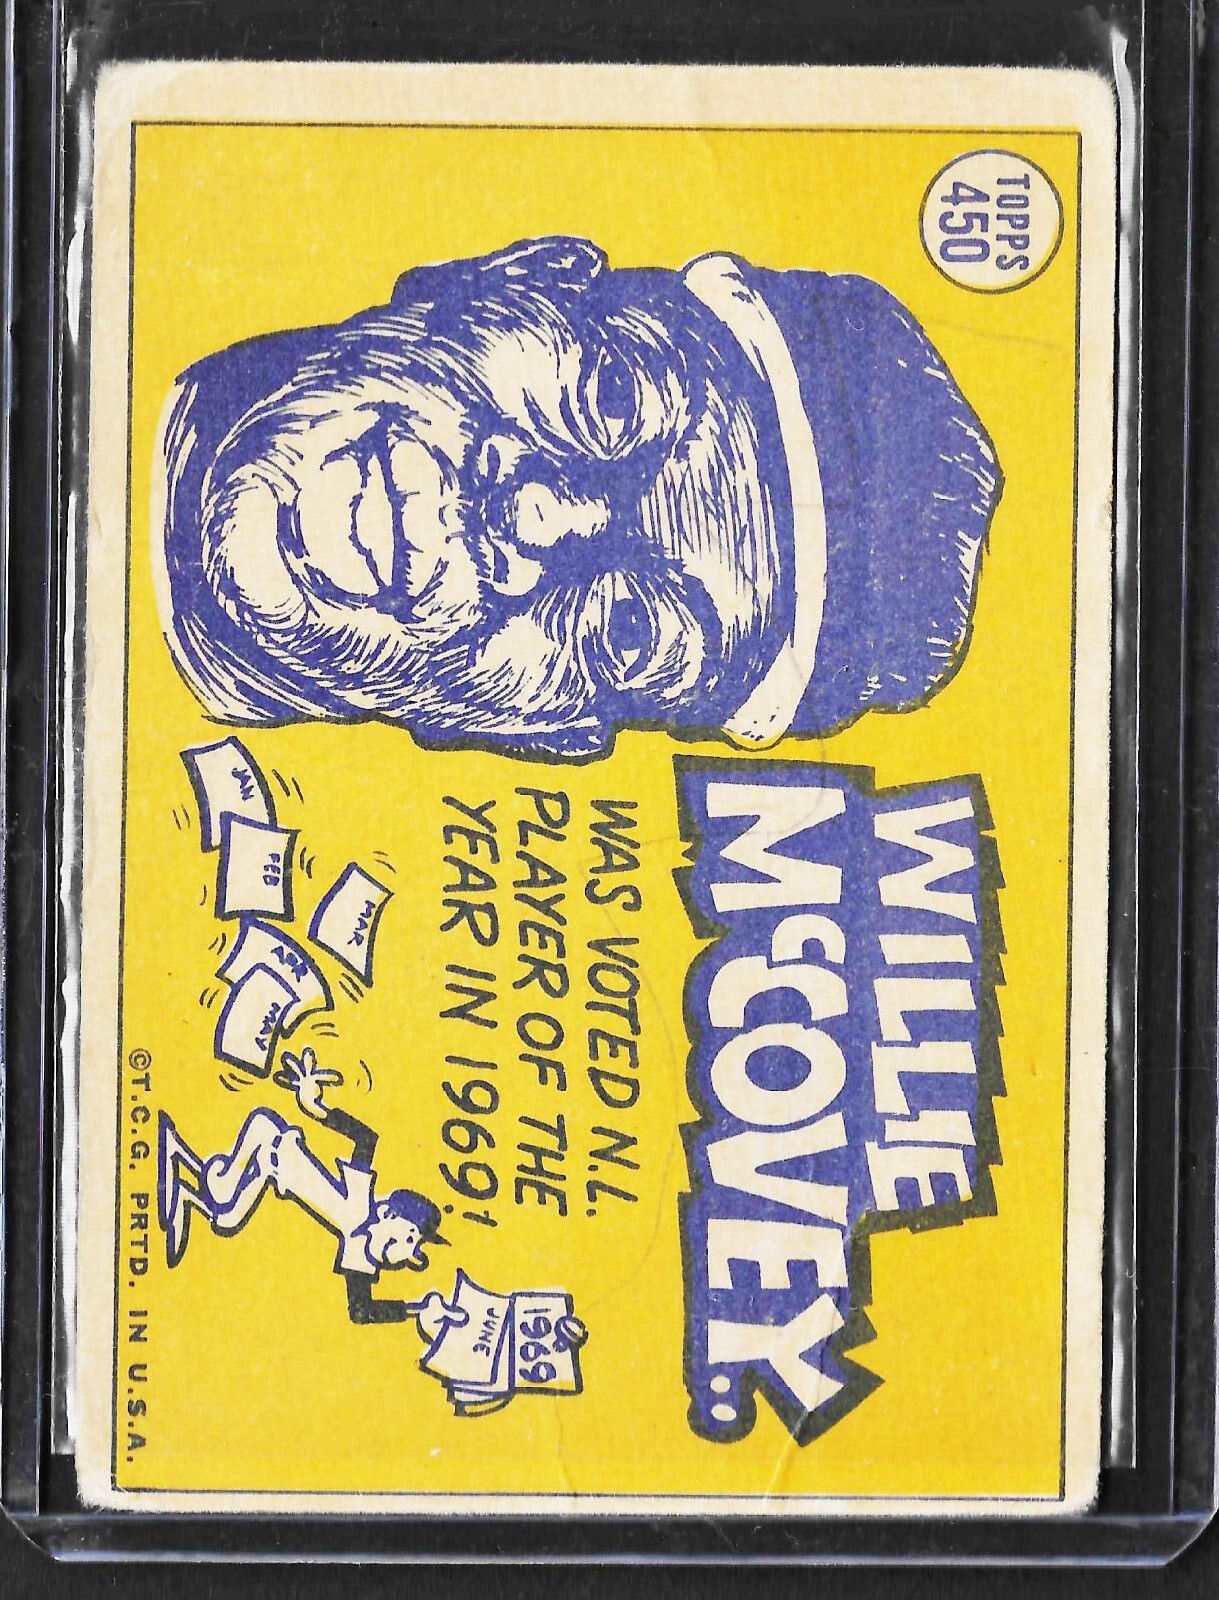 TOPPS
450
WILLIE
McCOVEY..
WAS VOTED N.L.
PLAYER OF THE
YEAR IN 1969!
JAN
FEB
MAR
APR
MAY
1969
JUNE
©T.C.G. PRTD. IN U.S.A.